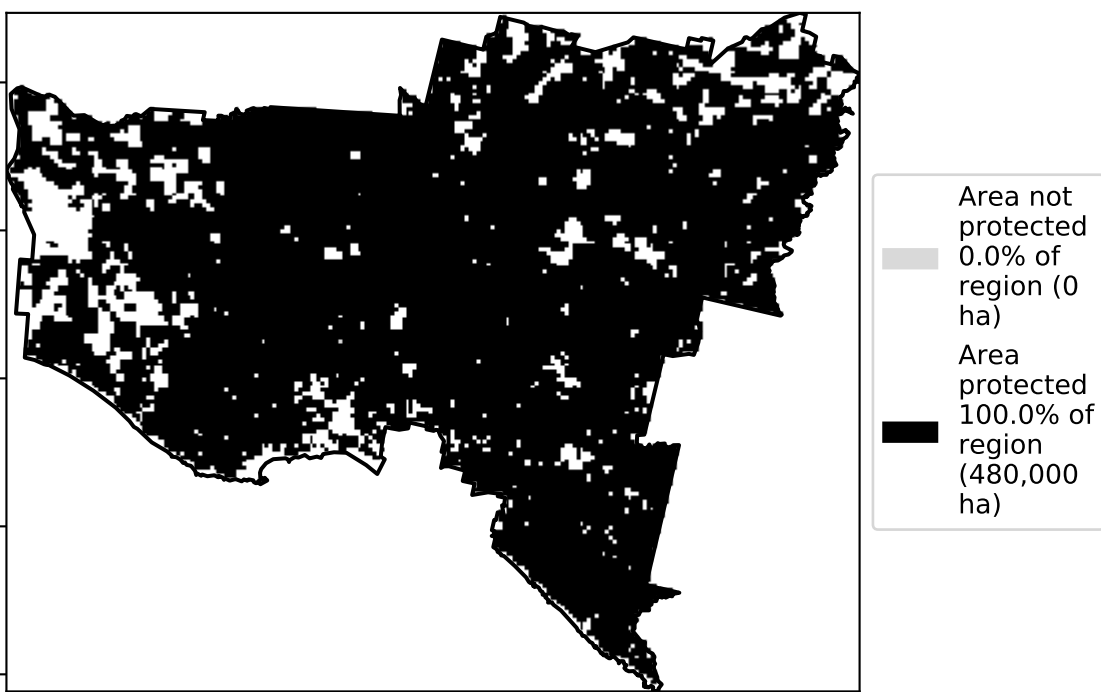 Area not
protected
0.0% of
region (0
ha)
Area
protected
100.0% of
region
(480,000
ha)